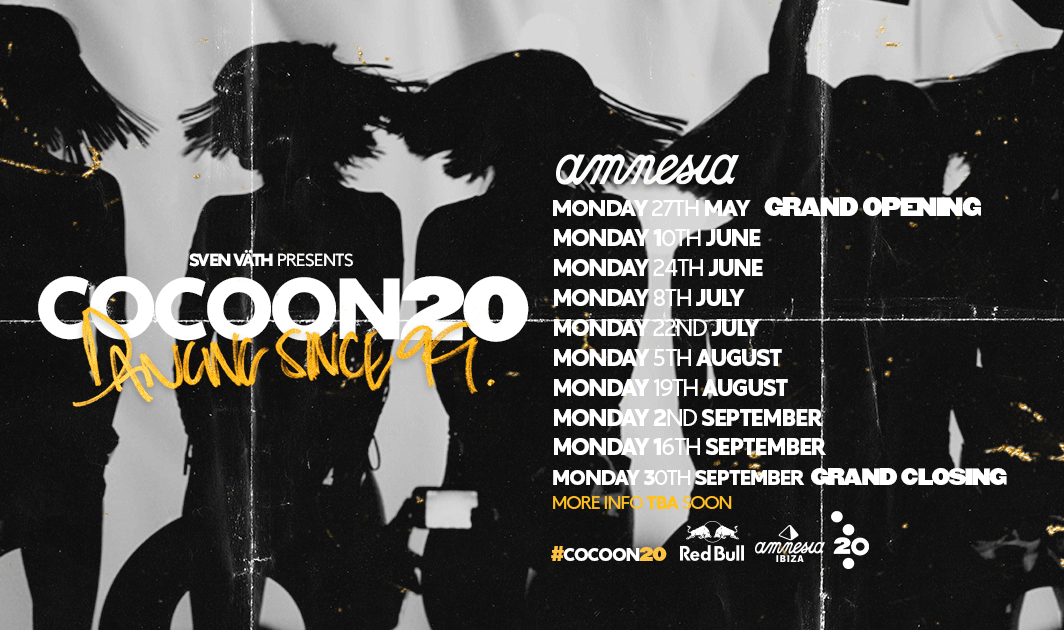 SVEN VÄTH PRESENTS
COCOON20
DANCING SINCE 99.
amnesia
MONDAY 27TH MAY GRAND OPENING
MONDAY 10TH JUNE
MONDAY 24TH JUNE
MONDAY 8TH JULY
MONDAY 22ND JULY
MONDAY 5TH AUGUST
MONDAY 19TH AUGUST
MONDAY 2ND SEPTEMBER
MONDAY 16TH SEPTEMBER
MONDAY 30TH SEPTEMBER GRAND CLOSING
MORE INFO TBA SOON
#COCOON20
Red Bull
amnesia
IBIZA
20